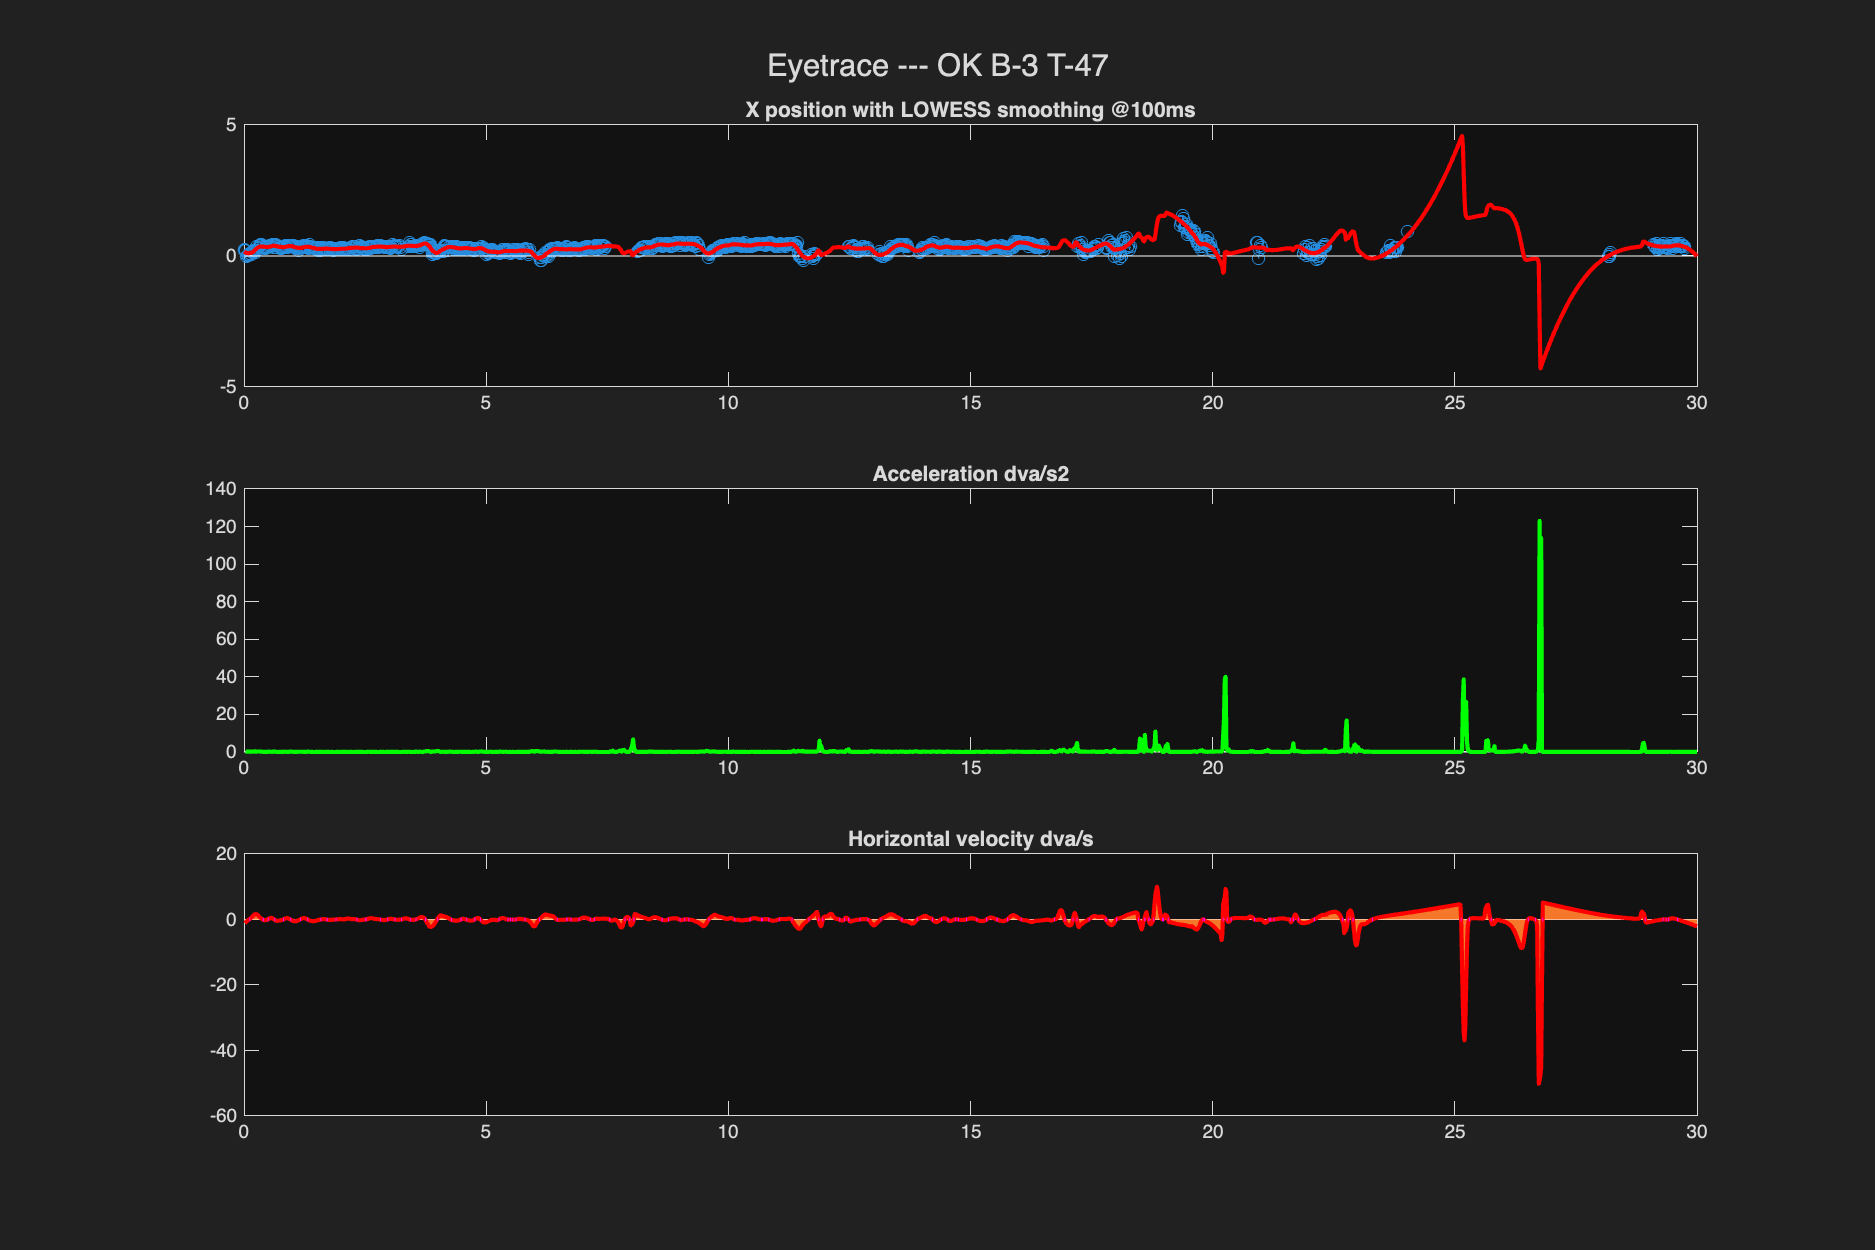 Eyetrace --- OK B-3 T-47
X position with LOWESS smoothing @100ms
5
0
-5
0 5 10 15 20 25 30
Acceleration dva/s2
140
120
100
80
60
40
20
0
0 5 10 15 20 25 30
Horizontal velocity dva/s
20
0
-20
-40
-60
0 5 10 15 20 25 30